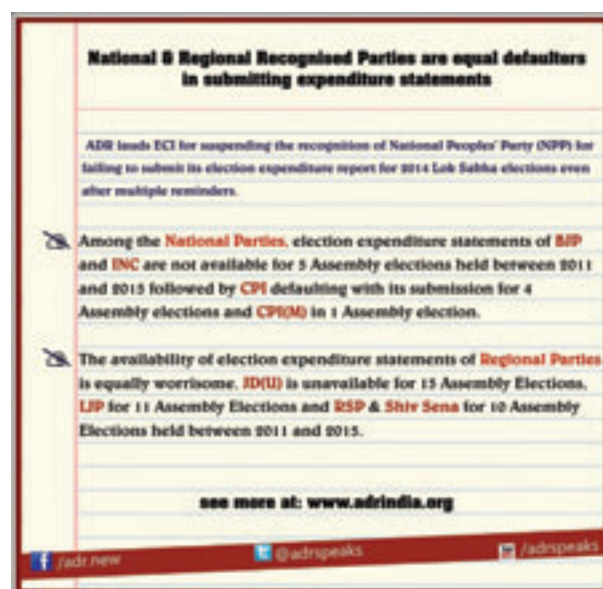 National & Regional Recognised Parties are equal defaulters
in submitting expenditure statements
ADR lauds ECI for suspending the recognition of National Peoples' Party (NPP) for
failing to submit its election expenditure report for 2014 Lok Sabha elections even
after multiple reminders.
Among the National Parties, election expenditure statements of BJP
and INC are not available for 5 Assembly elections held between 2011
and 2015 followed by CPI defaulting with its submission for 4
Assembly elections and CPI(M) in 1 Assembly election.
The availability of election expenditure statements of Regional Parties
is equally worrisome. JD(U) is unavailable for 15 Assembly Elections,
LJP for 11 Assembly Elections and RSP & Shiv Sena for 10 Assembly
Elections held between 2011 and 2015.
see more at: www.adrindia.org
/adr.new
@adrspeaks
/adrspeaks